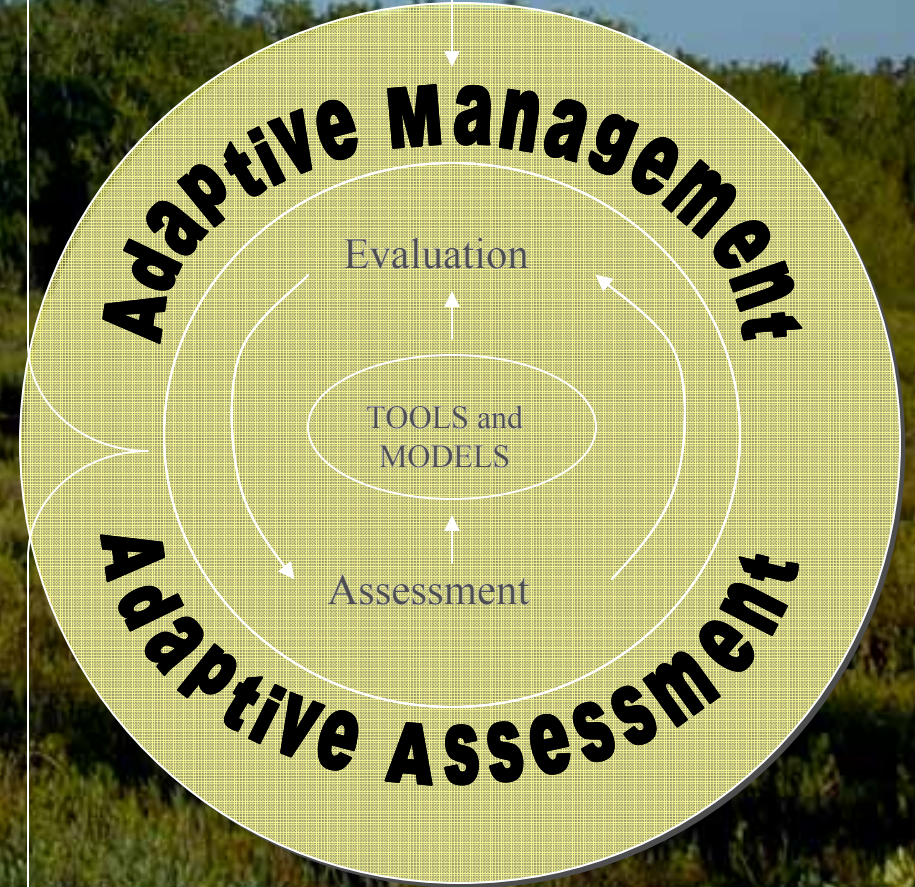 Adaptive Management
Evaluation
TOOLS and
MODELS
Assessment
Adaptive Assessment